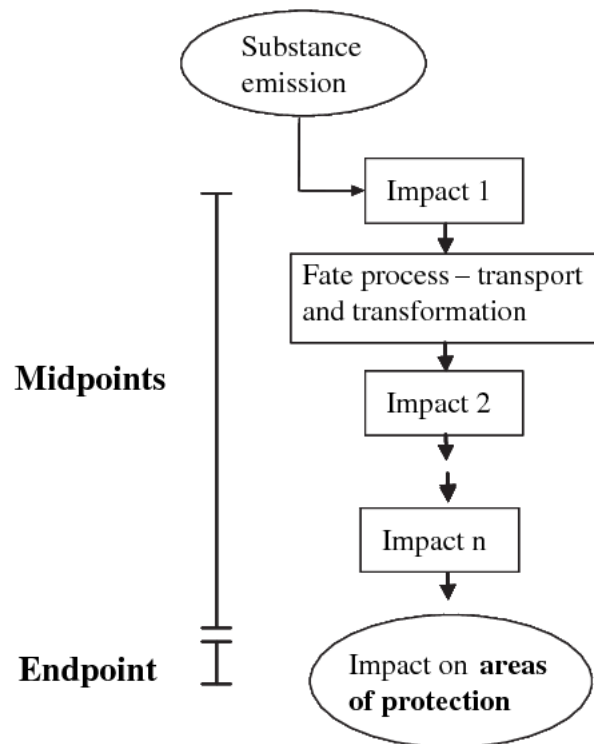 Substance
emission
Impact 1
Fate process – transport
and transformation
Midpoints
Impact 2
Impact n
Endpoint
Impact on areas
of protection